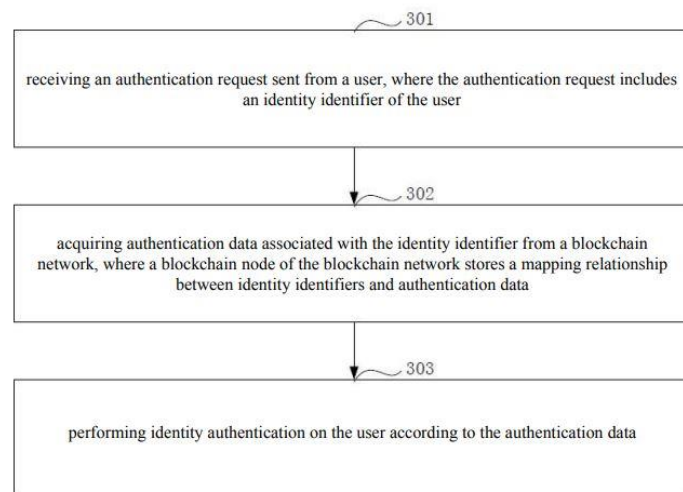 301
receiving an authentication request sent from a user, where the authentication request includes
an identity identifier of the user
302
acquiring authentication data associated with the identity identifier from a blockchain
network, where a blockchain node of the blockchain network stores a mapping relationship
between identity identifiers and authentication data
303
performing identity authentication on the user according to the authentication data